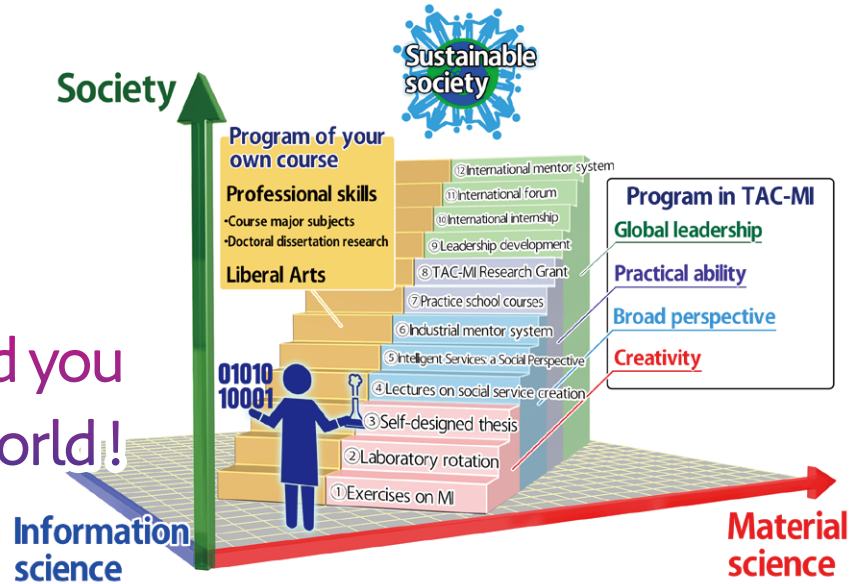 Sustainable
society
Society
Program of your
own course
Professional skills
・Course major subjects
・Doctoral dissertation research
Liberal Arts
⑫International mentor system
⑪International forum
⑩International internship
⑨Leadership development
⑧TAC-MI Research Grant
⑦Practice school courses
⑥Industrial mentor system
⑤Intelligent Services: a Social Perspective
④Lectures on social service creation
③Self-designed thesis
②Laboratory rotation
①Exercises on MI
Program in TAC-MI
Global leadership
Practical ability
Broad perspective
Creativity
01010
10001
d you
orld !
Information
science
Material
science